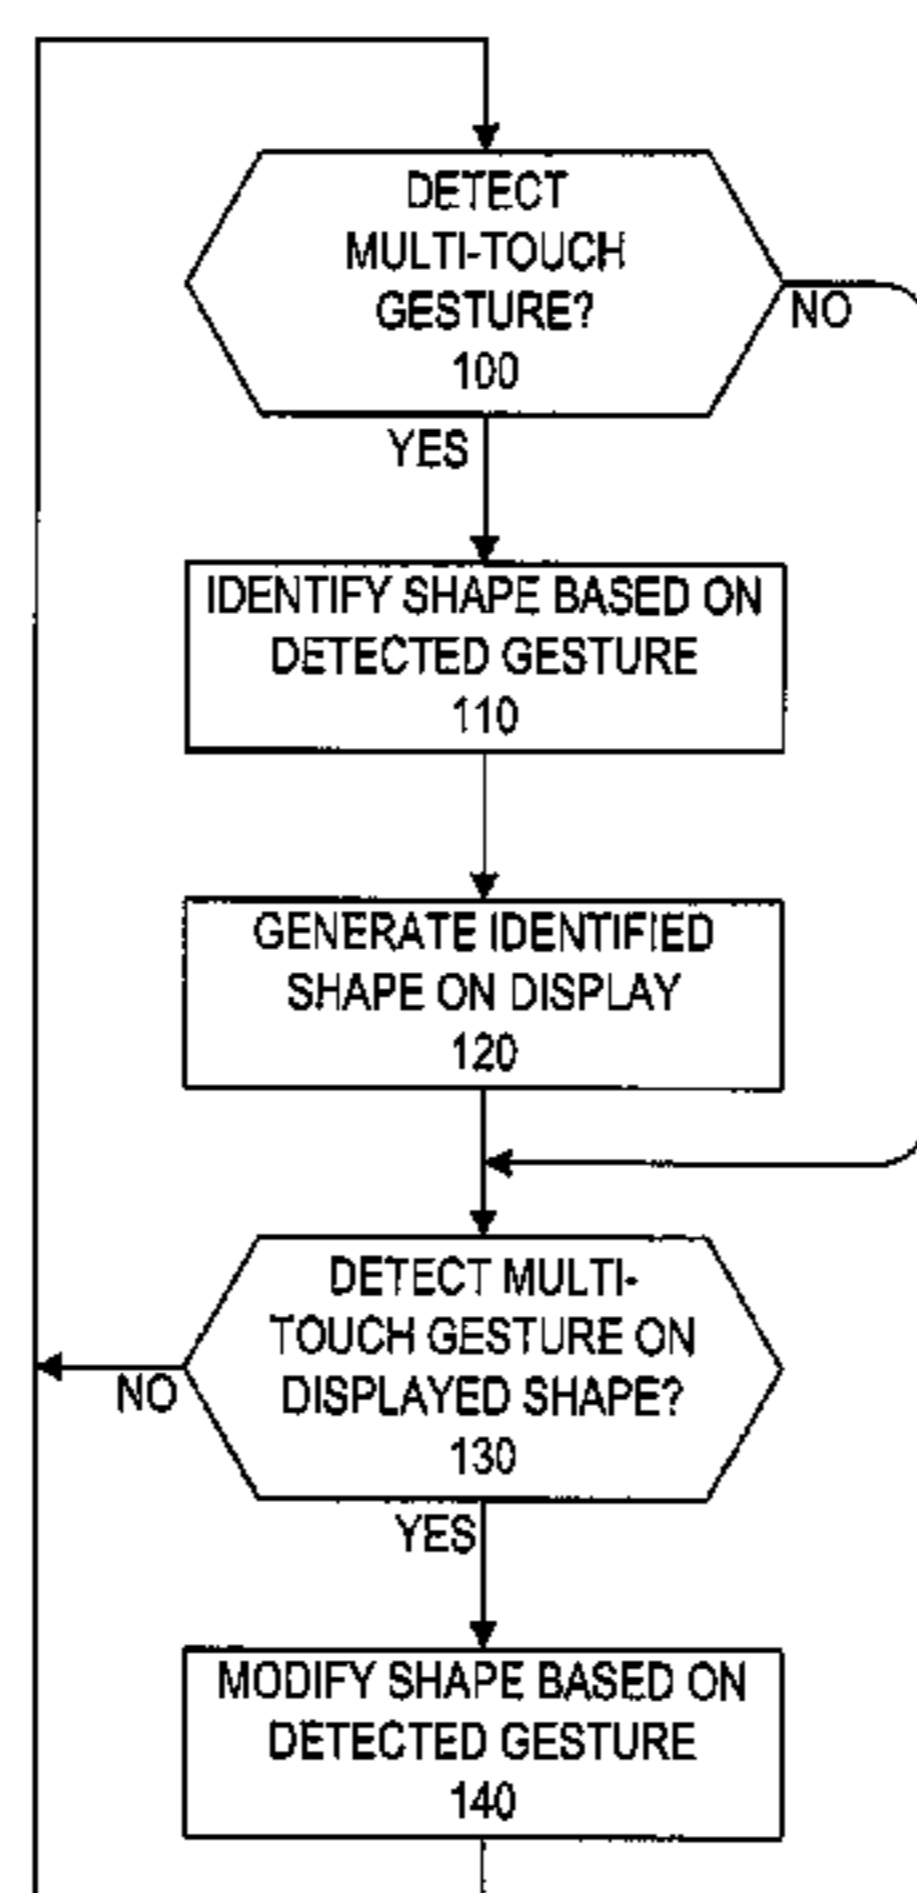 DETECT
MULTI-TOUCH
GESTURE?
100
NO
YES
IDENTIFY SHAPE BASED ON
DETECTED GESTURE
110
GENERATE IDENTIFIED
SHAPE ON DISPLAY
120
DETECT MULTI-
TOUCH GESTURE ON
DISPLAYED SHAPE?
130
NO
YES
MODIFY SHAPE BASED ON
DETECTED GESTURE
140